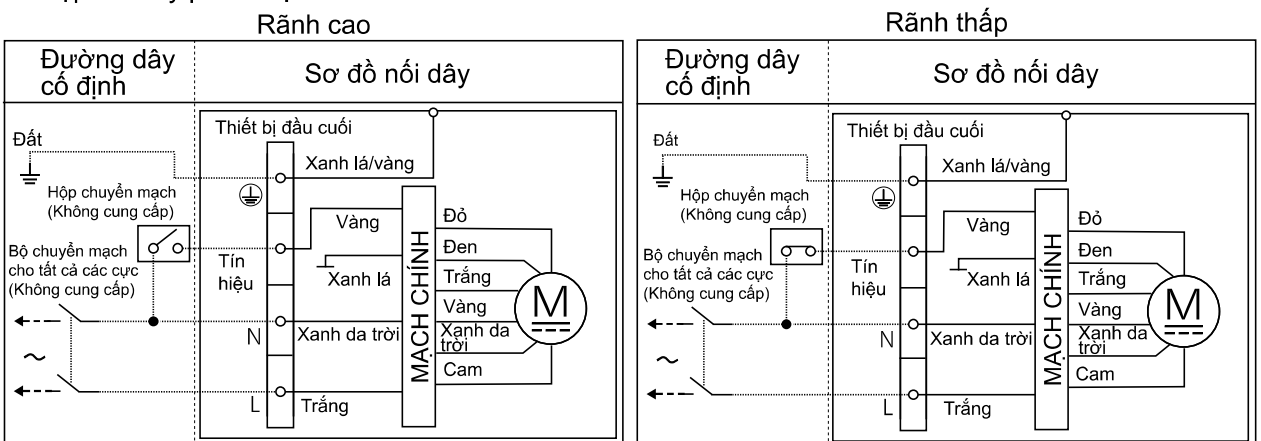 Rãnh cao
Đường dây
cố định
Sơ đồ nối dây
Đất
Thiết bị đầu cuối
Xanh lá/vàng
Hộp chuyển mạch
(Không cung cấp)
Vàng
Đỏ
Bộ chuyển mạch
cho tất cả các cực
(Không cung cấp)
Tín
hiệu
Xanh lá
MẠCH CHÍNH
Đen
Trắng
Vàng
M
N
Xanh da trời
Xanh da
trời
Cam
L
Trắng
Rãnh thấp
Đường dây
cố định
Sơ đồ nối dây
Đất
Thiết bị đầu cuối
Xanh lá/vàng
Hộp chuyển mạch
(Không cung cấp)
Vàng
Đỏ
Bộ chuyển mạch
cho tất cả các cực
(Không cung cấp)
Tín
hiệu
Xanh lá
MẠCH CHÍNH
Đen
Trắng
Vàng
M
N
Xanh da trời
Xanh da
trời
Cam
L
Trắng